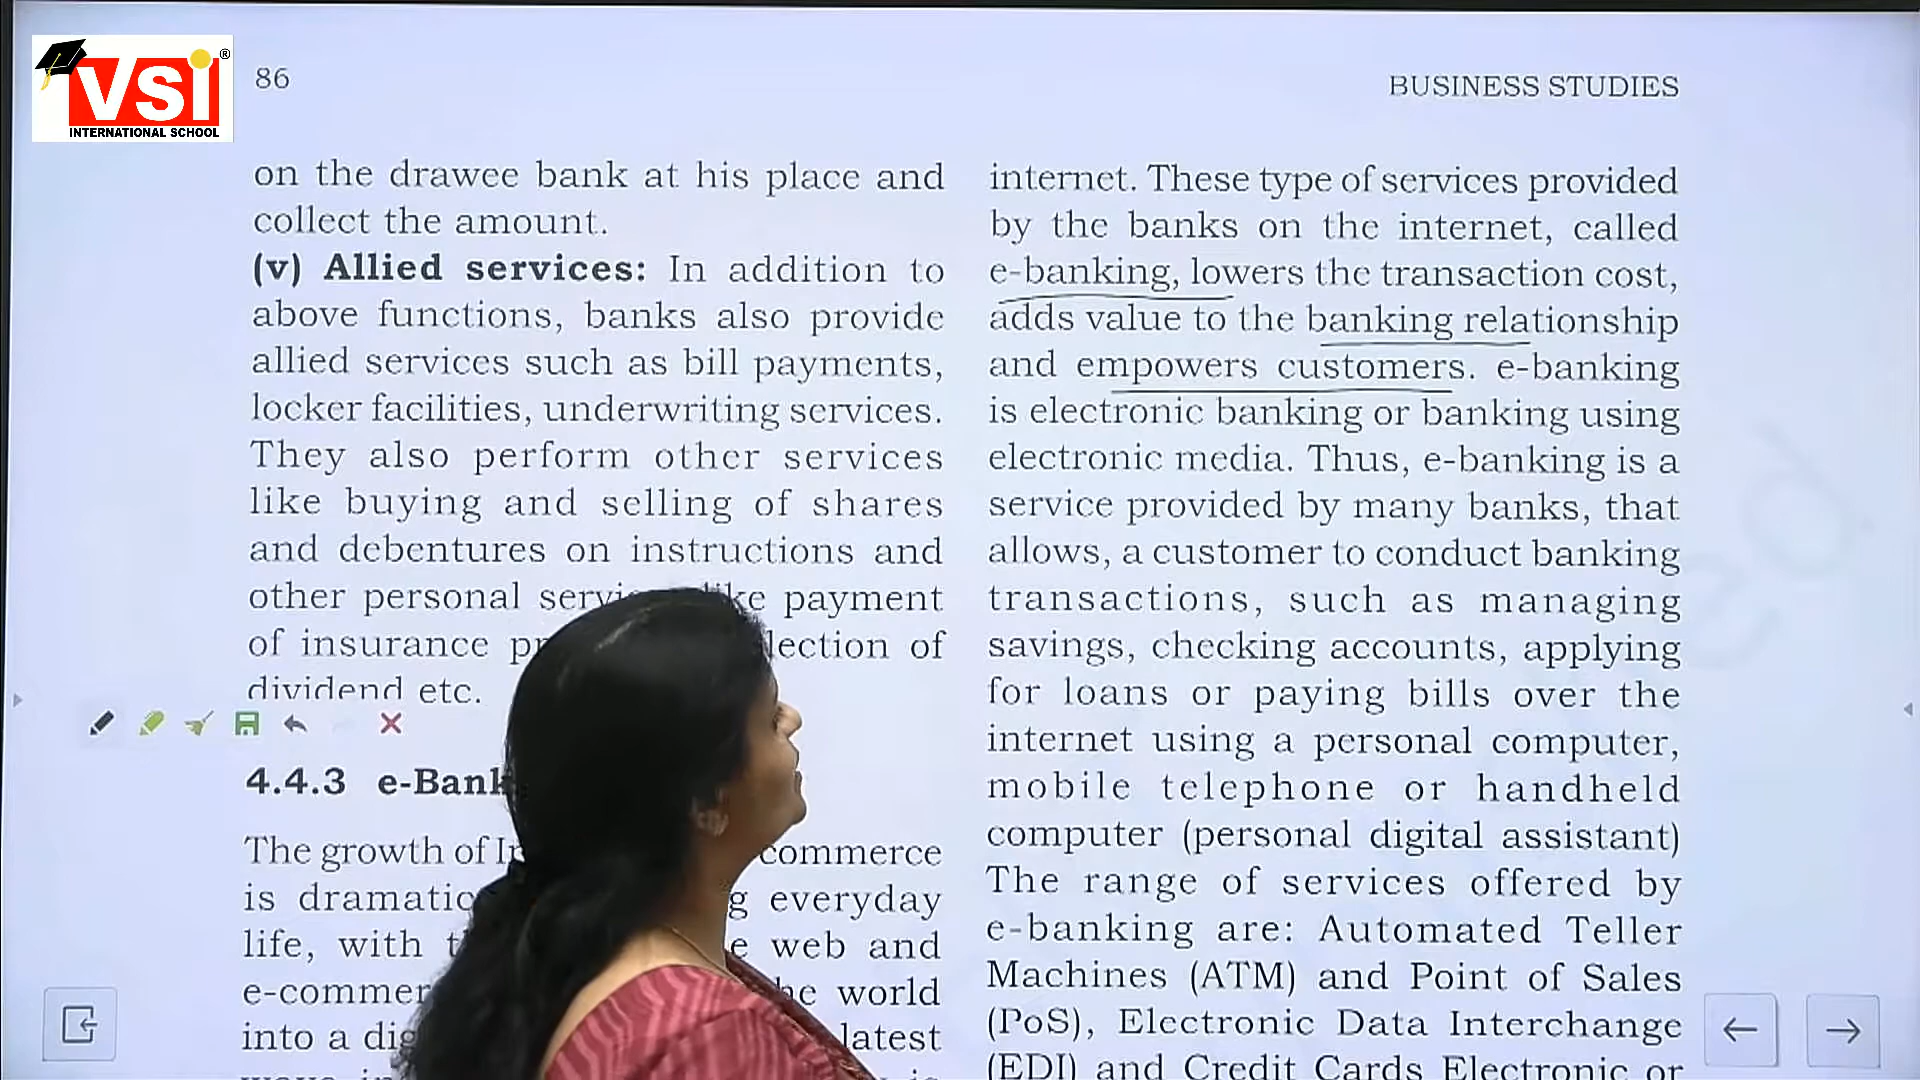 VSI
®
INTERNATIONAL SCHOOL
86
BUSINESS STUDIES
on the drawee bank at his place and
collect the amount.
(v) Allied services: In addition to
above functions, banks also provide
allied services such as bill payments,
locker facilities, underwriting services.
They also perform other services
like buying and selling of shares
and debentures on instructions and
other personal payment
of insurance of
dividend etc.
4.4.3
The growth of commerce
is everyday
life, with web and
world
into a latest
internet. These type of services provided
by the banks on the internet, called
e-banking, lowers the transaction cost,
adds value to the banking relationship
and empowers customers. e-banking
is electronic banking or banking using
electronic media. Thus, e-banking is a
service provided by many banks, that
allows, a customer to conduct banking
transactions, such as managing
savings, checking accounts, applying
for loans or paying bills over the
internet using a personal computer,
mobile telephone or handheld
computer (personal digital assistant)
The range of services offered by
e-banking are: Automated Teller
Machines (ATM) and Point of Sales
(PoS), Electronic Data Interchange
(EDI) and Credit Cards Electronic or